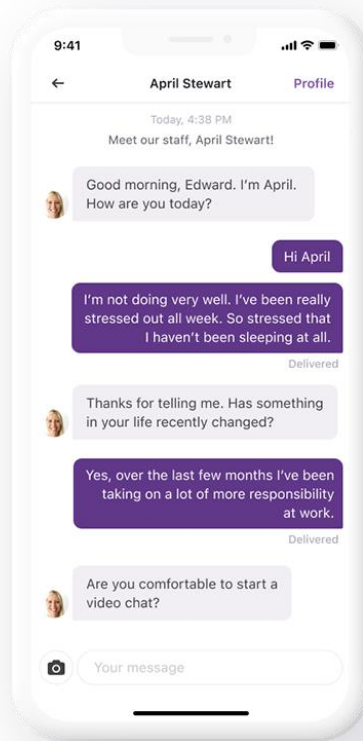 9:41
April Stewart
Profile
Today, 4:38 PM
Meet our staff, April Stewart!
Good morning, Edward. I'm April.
How are you today?
Hi April
I'm not doing very well. I've been really
stressed out all week. So stressed that
I haven't been sleeping at all.
Delivered
Thanks for telling me. Has something
in your life recently changed?
Yes, over the last few months I've been
taking on a lot of more responsibility
at work.
Delivered
Are you comfortable to start a
video chat?
Your message